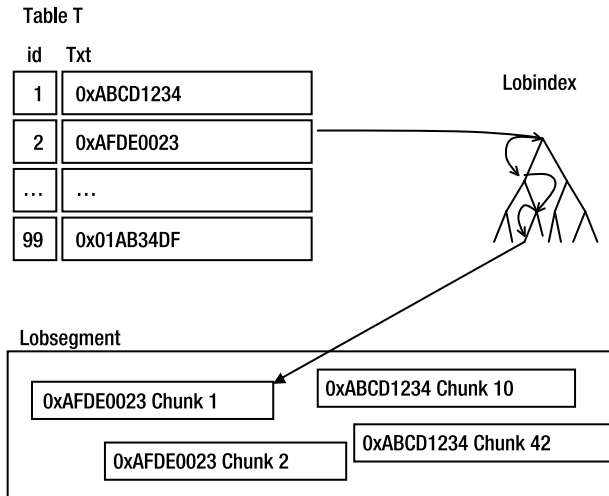 Table T
id Txt
1 0xABCD1234
Lobindex
2 0xAFDE0023
... ...
99 0x01AB34DF
Lobsegment
0xAFDE0023 Chunk 1
0xABCD1234 Chunk 10
0xAFDE0023 Chunk 2
0xABCD1234 Chunk 42